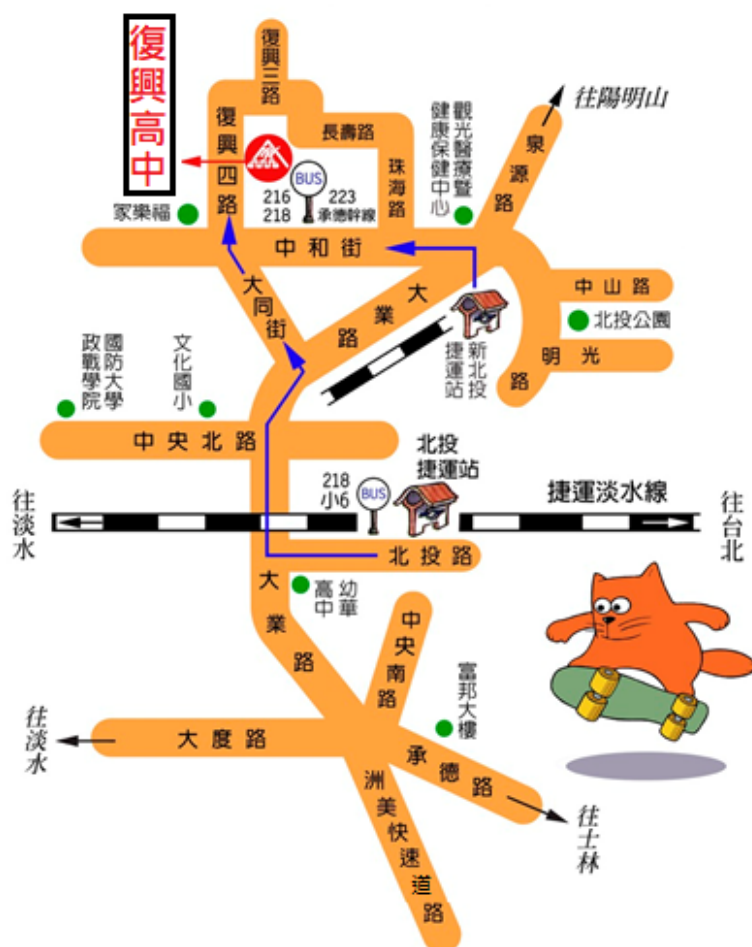 復興高中
復興三路
復興四路
長壽路
珠海路
觀光醫療暨
健康保健中心
往陽明山
泉源路
BUS
216
218
223
承德幹線
家樂福
中和街
大同街
大業路
新北投
捷運站
中山路
北投公園
光明路
國防大學
政戰學院
文化國小
中央北路
北投
捷運站
218
小6
BUS
捷運淡水線
往淡水
往台北
北投路
幼華
高中
大業路
中央南路
富邦大樓
往淡水
大度路
承德路
往士林
洲美快速道路